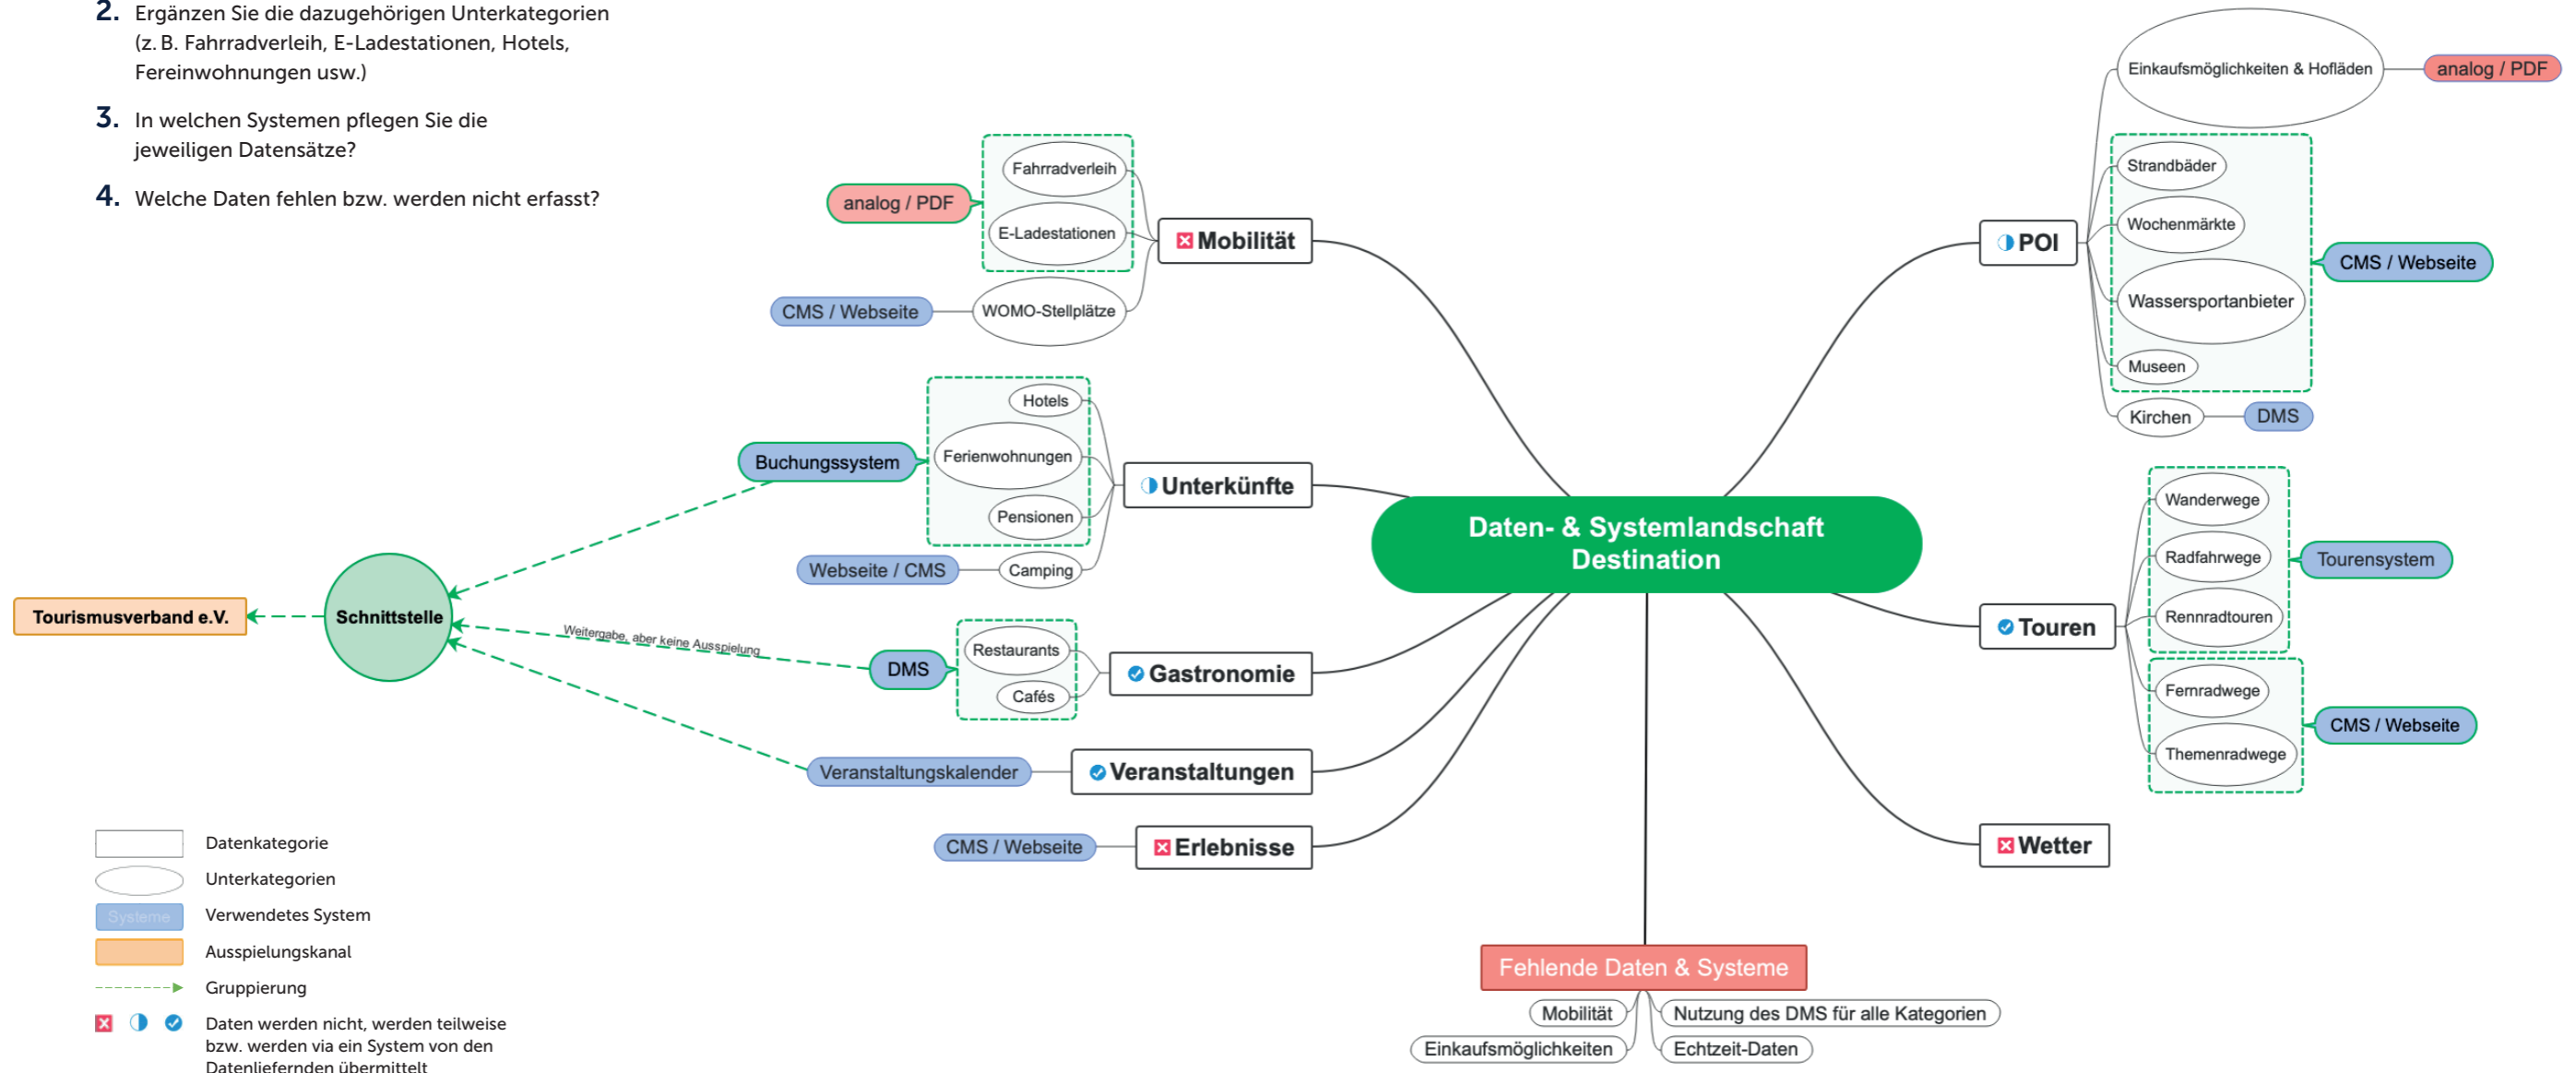 2. Ergänzen Sie die dazugehörigen Unterkategorien
(z. B. Fahrradverleih, E-Ladestationen, Hotels,
Fereinwohnungen usw.)
3. In welchen Systemen pflegen Sie die
jeweiligen Datensätze?
4. Welche Daten fehlen bzw. werden nicht erfasst?
Fahrradverleih
analog / PDF
E-Ladestationen
Mobilität
CMS / Webseite
WOMO-Stellplätze
Hotels
Buchungssystem
Ferienwohnungen
Unterkünfte
Pensionen
Webseite / CMS
Camping
Tourismusverband e.V.
Schnittstelle
Weitergabe, aber keine Ausspielung
DMS
Restaurants
Cafés
Gastronomie
Veranstaltungskalender
Veranstaltungen
CMS / Webseite
Erlebnisse
Daten- & Systemlandschaft
Destination
Einkaufsmöglichkeiten & Hofläden
analog / PDF
Strandbäder
Wochenmärkte
POI
CMS / Webseite
Wassersportanbieter
Museen
Kirchen
DMS
Wanderwege
Radfahrwege
Tourensystem
Rennradtouren
Touren
Fernradwege
CMS / Webseite
Themenradwege
Wetter
Fehlende Daten & Systeme
Mobilität
Nutzung des DMS für alle Kategorien
Einkaufsmöglichkeiten
Echtzeit-Daten
Datenkategorie
Unterkategorien
Systeme
Verwendetes System
Ausspielungskanal
Gruppierung
Daten werden nicht, werden teilweise
bzw. werden via ein System von den
Datenliefernden übermittelt